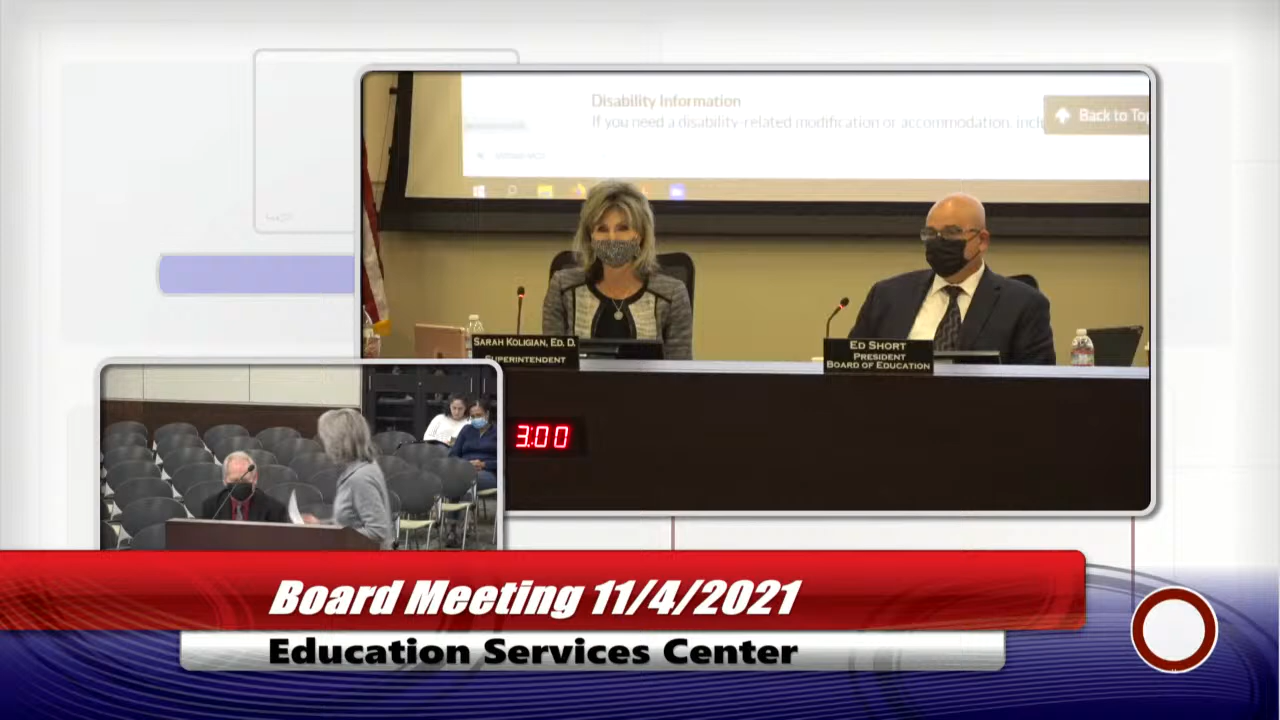 Disability Information
If you need a disability-related modification or accommodation, incl
Back to Top
SARAH KOLIGIAN, ED. D.
SUPERINTENDENT
ED SHORT
PRESIDENT
BOARD OF EDUCATION
3:00
Board Meeting 11/4/2021
Education Services Center